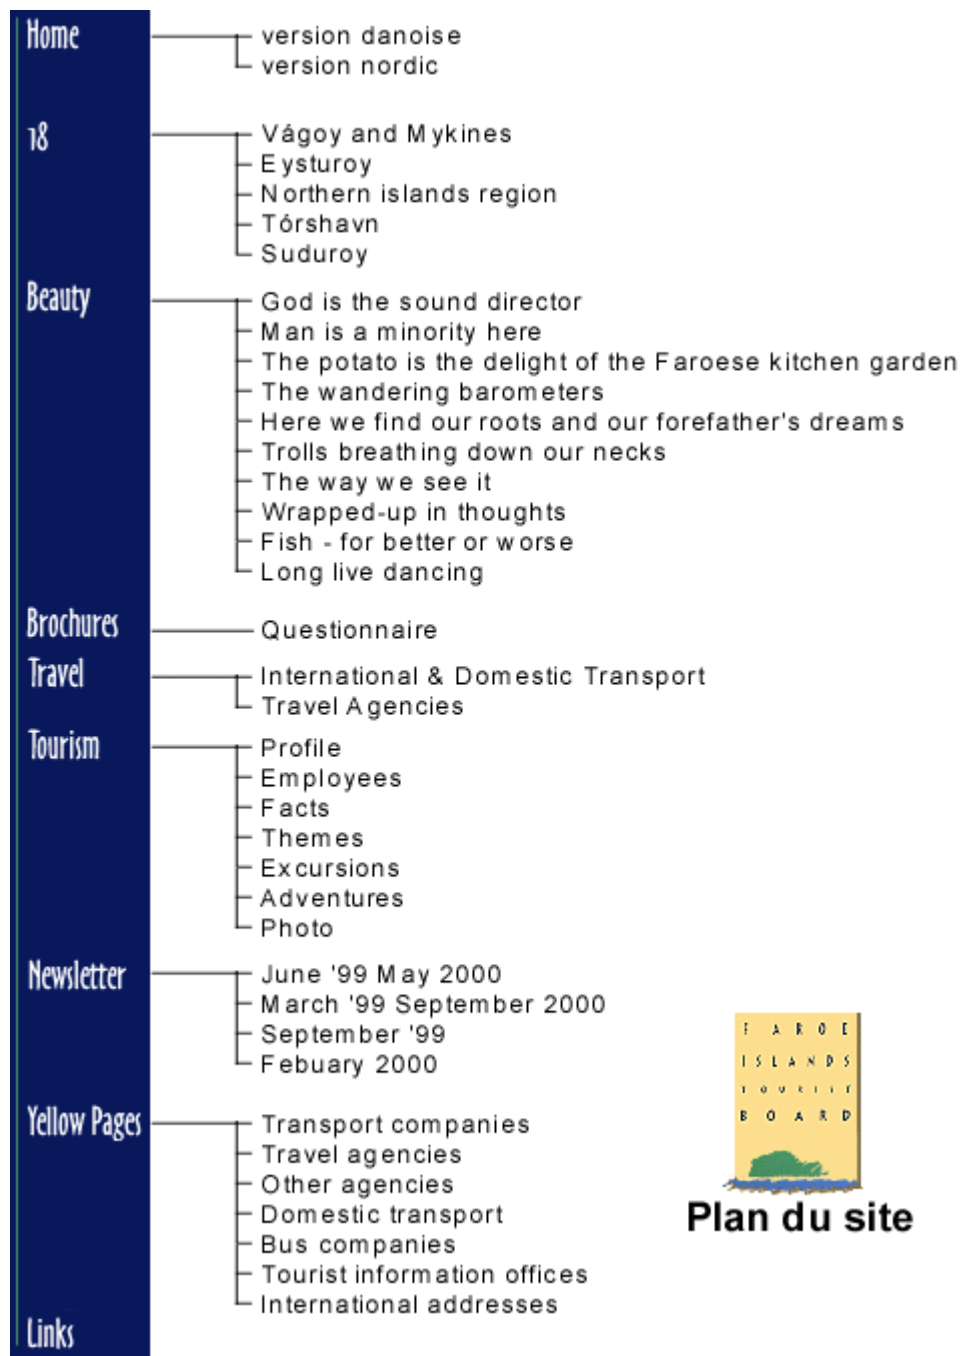 Home
version danoise
version nordic
18
Vágoy and Mykines
Eysturoy
Northern islands region
Tórshavn
Suduroy
Beauty
God is the sound director
Man is a minority here
The potato is the delight of the Faroese kitchen garden
The wandering barometers
Here we find our roots and our forefather's dreams
Trolls breathing down our necks
The way we see it
Wrapped-up in thoughts
Fish - for better or worse
Long live dancing
Brochures
Questionnaire
Travel
International & Domestic Transport
Travel Agencies
Tourism
Profile
Employees
Facts
Themes
Excursions
Adventures
Photo
Newsletter
June '99 May 2000
March '99 September 2000
September '99
Febuary 2000
Yellow Pages
Transport companies
Travel agencies
Other agencies
Domestic transport
Bus companies
Tourist information offices
International addresses
Links
FAROE
ISLANDS
TOURIST
BOARD
Plan du site